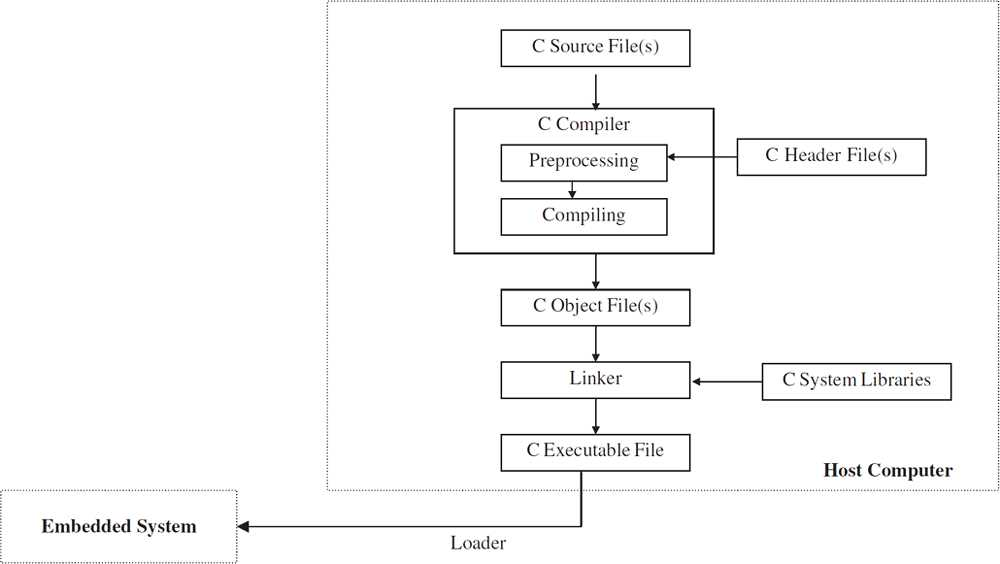 C Source File(s)
C Compiler
Preprocessing
C Header File(s)
Compiling
C Object File(s)
Linker
C System Libraries
C Executable File
Host Computer
Embedded System
Loader